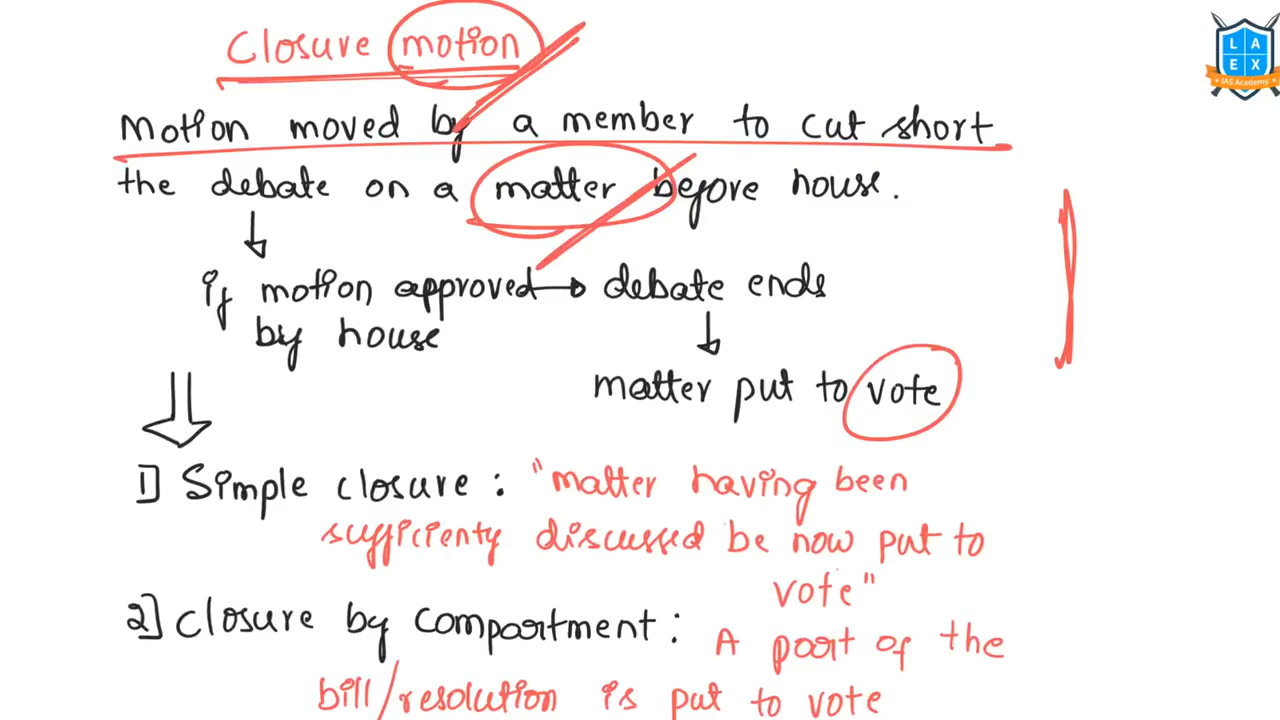 Closure motion
L A
E X
IAS Academy
Motion moved by a member to cut short
the debate on a matter before house.
if motion approved → debate ends
by house
matter put to vote
1] Simple closure : "matter having been
sufficienty discussed be now put to
vote"
2] Closure by compartment : A part of the
bill/resolution is put to vote